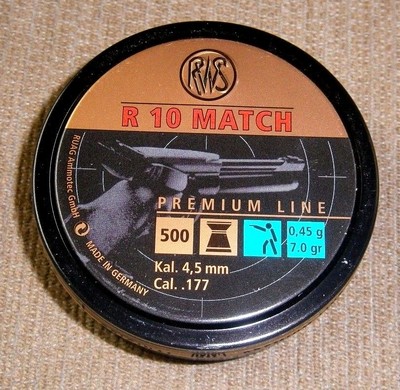 RWS
R 10 MATCH
RUAG Ammotec GmbH
MADE IN GERMANY
PREMIUM LINE
500
0,45 g
7.0 gr
Kal. 4,5 mm
Cal. .177